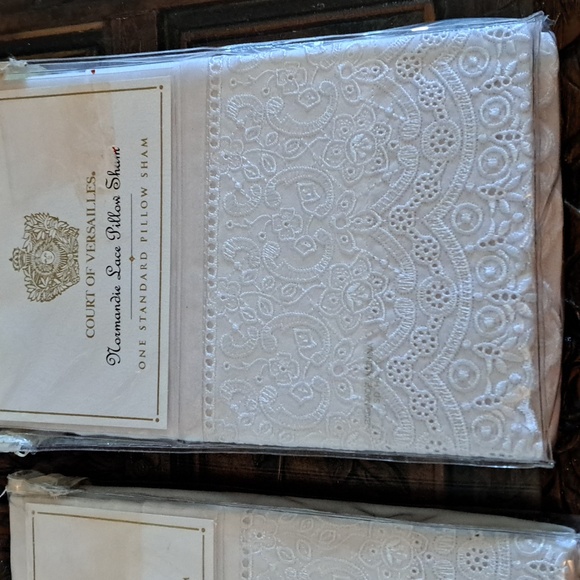 COURT OF VERSAILLES®
Normandie Lace Pillow Sham
ONE STANDARD PILLOW SHAM